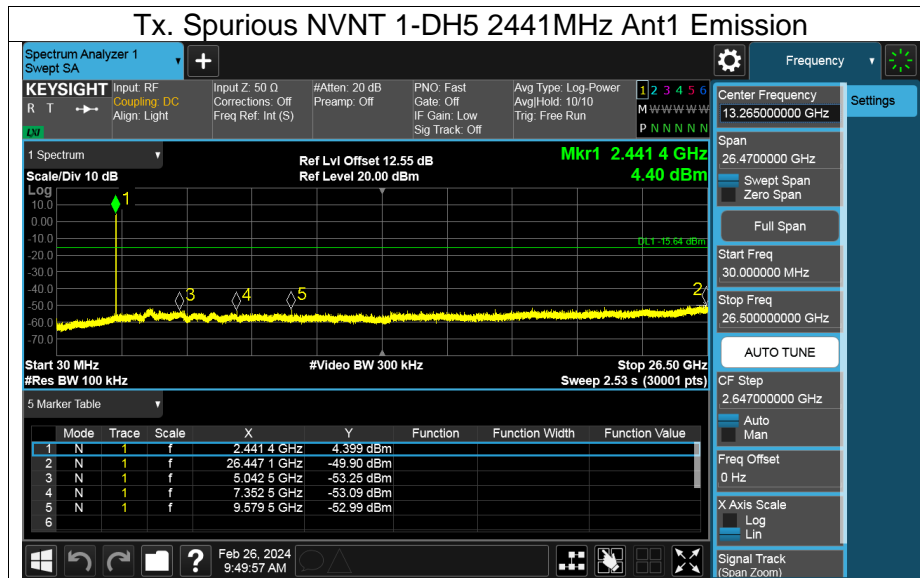 Tx. Spurious NVNT 1-DH5 2441MHz Ant1 Emission
Spectrum Analyzer 1
Swept SA
+
Frequency
KEYSIGHT
R T
LXI
Input: RF
Coupling: DC
Align: Light
Input Z: 50 Ω
Corrections: Off
Freq Ref: Int (S)
#Atten: 20 dB
Preamp: Off
PNO: Fast
Gate: Off
IF Gain: Low
Sig Track: Off
Avg Type: Log-Power
Avg|Hold: 10/10
Trig: Free Run
1 2 3 4 5 6
M W W W W W
P N N N N N
1 Spectrum
Scale/Div 10 dB
Ref Lvl Offset 12.55 dB
Ref Level 20.00 dBm
Mkr1 2.441 4 GHz
4.40 dBm
Log
10.0
0.00
-10.0
-20.0
-30.0
-40.0
-50.0
-60.0
-70.0
1
3
4
5
2
DL1 -15.64 dBm
Start 30 MHz
#Video BW 300 kHz
Stop 26.50 GHz
#Res BW 100 kHz
Sweep 2.53 s (30001 pts)
5 Marker Table
Mode Trace Scale X Y Function Function Width Function Value
1 N 1 f 2.441 4 GHz 4.399 dBm
2 N 1 f 26.447 1 GHz -49.90 dBm
3 N 1 f 5.042 5 GHz -53.25 dBm
4 N 1 f 7.352 5 GHz -53.09 dBm
5 N 1 f 9.579 5 GHz -52.99 dBm
6
?
Feb 26, 2024
9:49:57 AM
Center Frequency
13.265000000 GHz
Settings
Span
26.4700000 GHz
Swept Span
Zero Span
Full Span
Start Freq
30.000000 MHz
Stop Freq
26.500000000 GHz
AUTO TUNE
CF Step
2.647000000 GHz
Auto
Man
Freq Offset
0 Hz
X Axis Scale
Log
Lin
Signal Track
(Span Zoom)